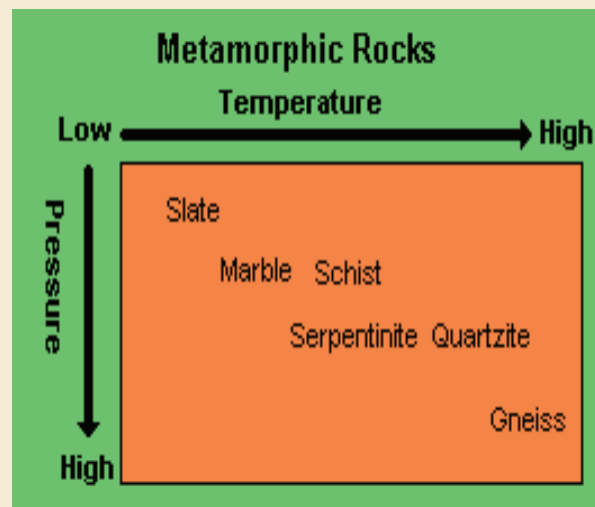 Metamorphic Rocks
Temperature
Low High
Pressure
Slate
Marble Schist
Serpentinite Quartzite
Gneiss
High